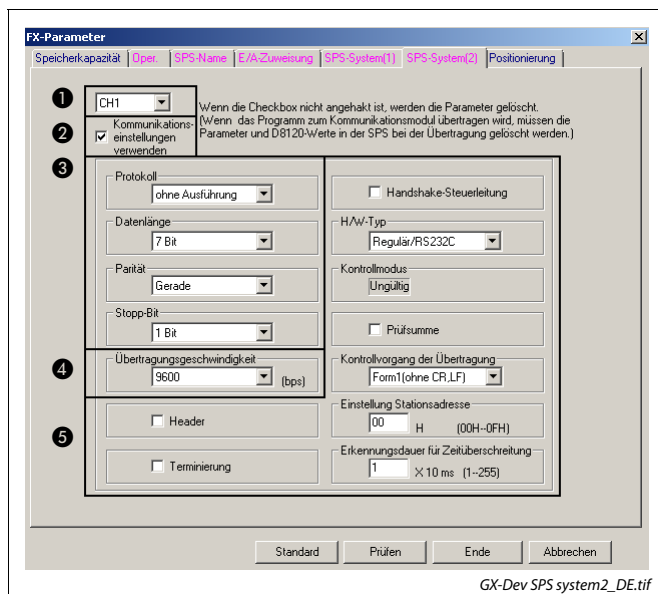 FX-Parameter
Speicherkapazität Oper. SPS-Name E/A-Zuweisung SPS-System(1) SPS-System(2) Positionierung
1
CH1
Wenn die Checkbox nicht angehakt ist, werden die Parameter gelöscht.
(Wenn das Programm zum Kommunikationsmodul übertragen wird, müssen die
Parameter und D8120-Werte in der SPS bei der Übertragung gelöscht werden.)
2
Kommunikations-
einstellungen
verwenden
3
Protokoll
ohne Ausführung
Handshake-Steuerleitung
Datenlänge
7 Bit
H/W-Typ
Regulär/RS232C
Parität
Gerade
Kontrollmodus
Ungültig
Stopp-Bit
1 Bit
Prüfsumme
4
Übertragungsgeschwindigkeit
9600 (bps)
Kontrollvorgang der Übertragung
Form1(ohne CR,LF)
5
Header
Einstellung Stationsadresse
00 H (00H--0FH)
Terminierung
Erkennungsdauer für Zeitüberschreitung
1 X 10 ms (1--255)
Standard Prüfen Ende Abbrechen
GX-Dev SPS system2_DE.tif